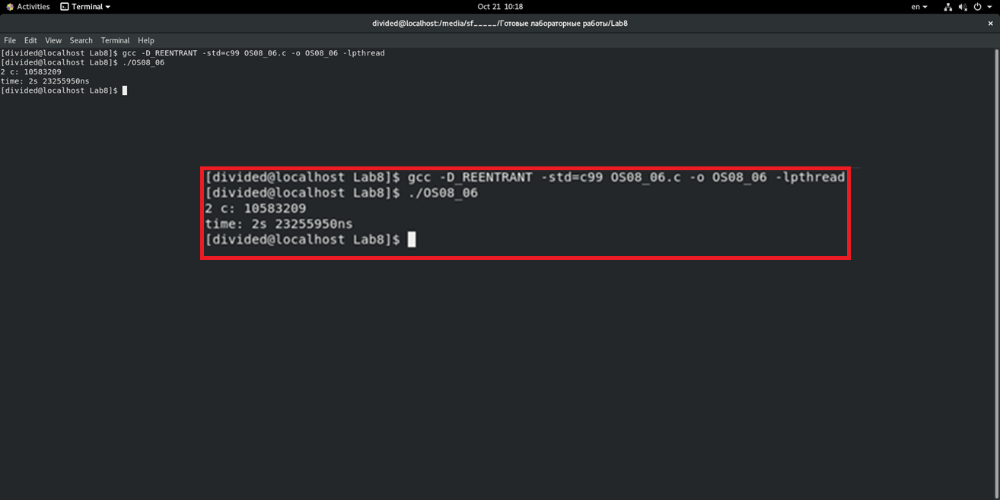 Activities Terminal Oct 21 10:18 en
divided@localhost:/media/sf_____/Готовые лабораторные работы/Lab8
File Edit View Search Terminal Help
[divided@localhost Lab8]$ gcc -D_REENTRANT -std=c99 OS08_06.c -o OS08_06 -lpthread
[divided@localhost Lab8]$ ./OS08_06
2 c: 10583209
time: 2s 23255950ns
[divided@localhost Lab8]$
[divided@localhost Lab8]$ gcc -D_REENTRANT -std=c99 OS08_06.c -o OS08_06 -lpthread
[divided@localhost Lab8]$ ./OS08_06
2 c: 10583209
time: 2s 23255950ns
[divided@localhost Lab8]$